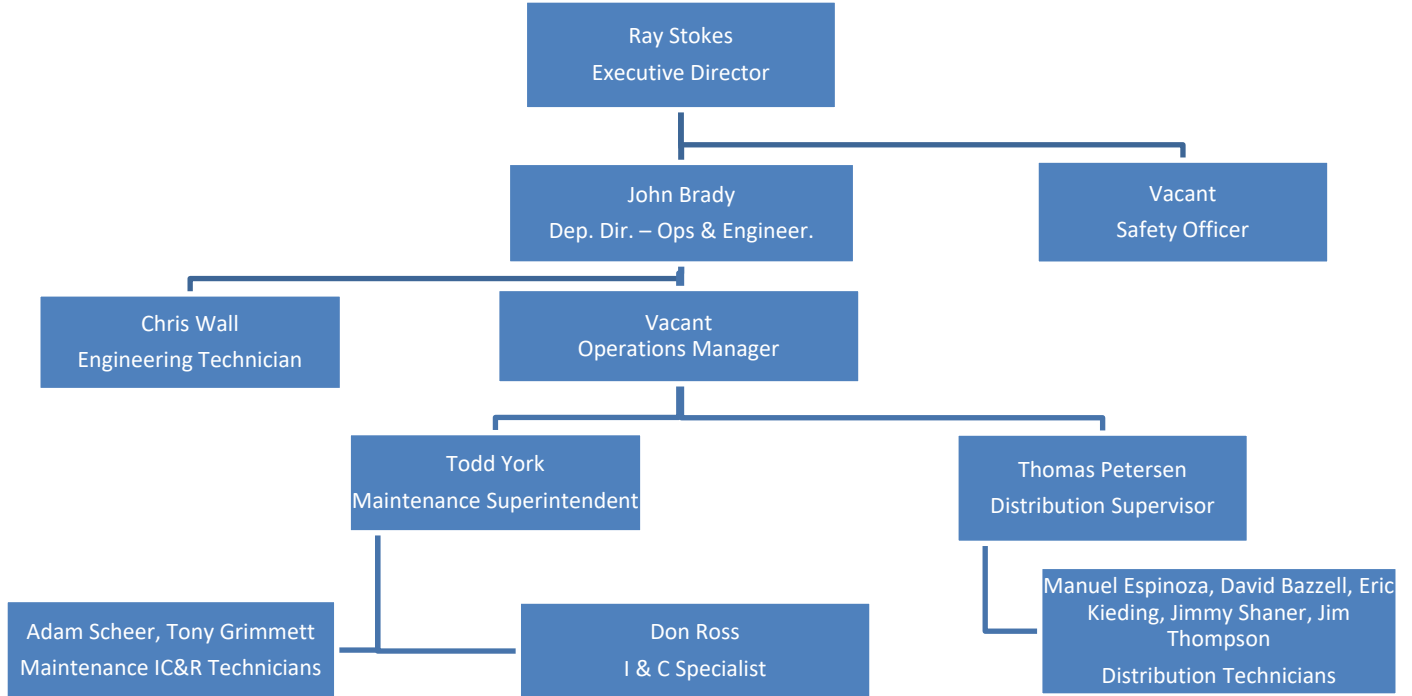 Ray Stokes
Executive Director
John Brady
Dep. Dir. – Ops & Engineer.
Vacant
Safety Officer
Chris Wall
Engineering Technician
Vacant
Operations Manager
Todd York
Maintenance Superintendent
Thomas Petersen
Distribution Supervisor
Adam Scheer, Tony Grimmett
Maintenance IC&R Technicians
Don Ross
I & C Specialist
Manuel Espinoza, David Bazzell, Eric
Kieding, Jimmy Shaner, Jim
Thompson
Distribution Technicians